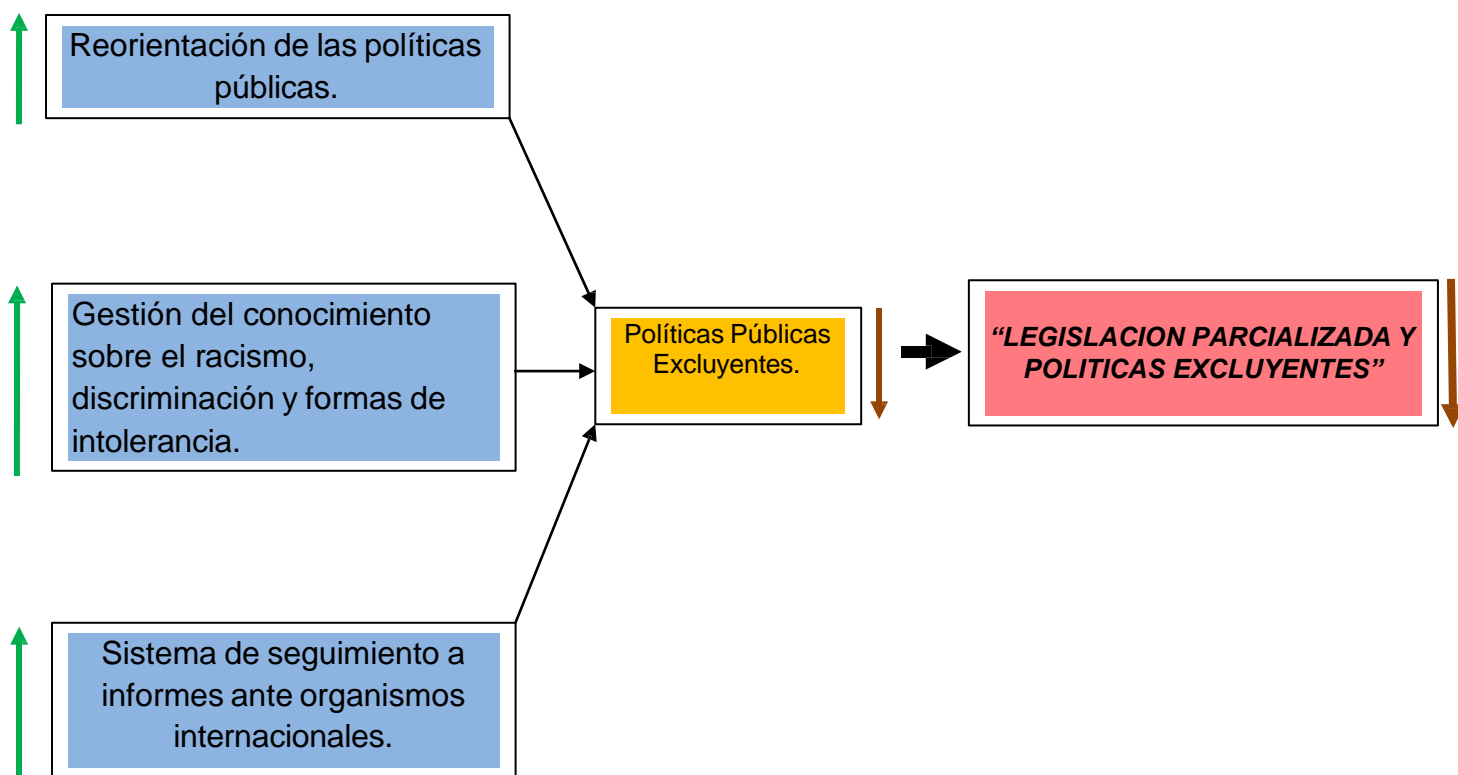 Reorientación de las políticas
públicas.
Gestión del conocimiento
sobre el racismo,
discriminación y formas de
intolerancia.
Sistema de seguimiento a
informes ante organismos
internacionales.
Políticas Públicas
Excluyentes.
“LEGISLACION PARCIALIZADA Y
POLITICAS EXCLUYENTES”